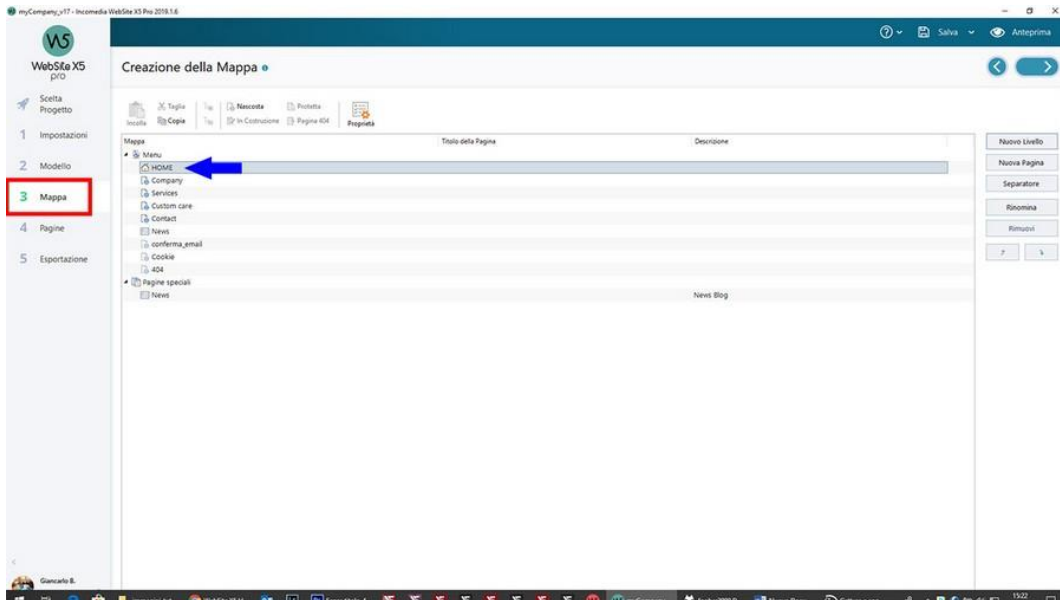 myCompany_v17 - Incomedia WebSite X5 Pro 2019.1.6
Salva
Anteprima
WebSite X5
pro
Creazione della Mappa
Scelta
Progetto
1 Impostazioni
2 Modello
3 Mappa
4 Pagine
5 Esportazione
Incolla
Taglia
Copia
Nascosta
In Costruzione
Protetta
Pagina 404
Proprietà
Mappa Titolo della Pagina Descrizione
Menu
HOME
Company
Services
Custom care
Contact
News
conferma_email
Cookie
404
Pagine speciali
News News Blog
Nuovo Livello
Nuova Pagina
Separatore
Rinomina
Rimuovi
Giancarlo B.
15:22